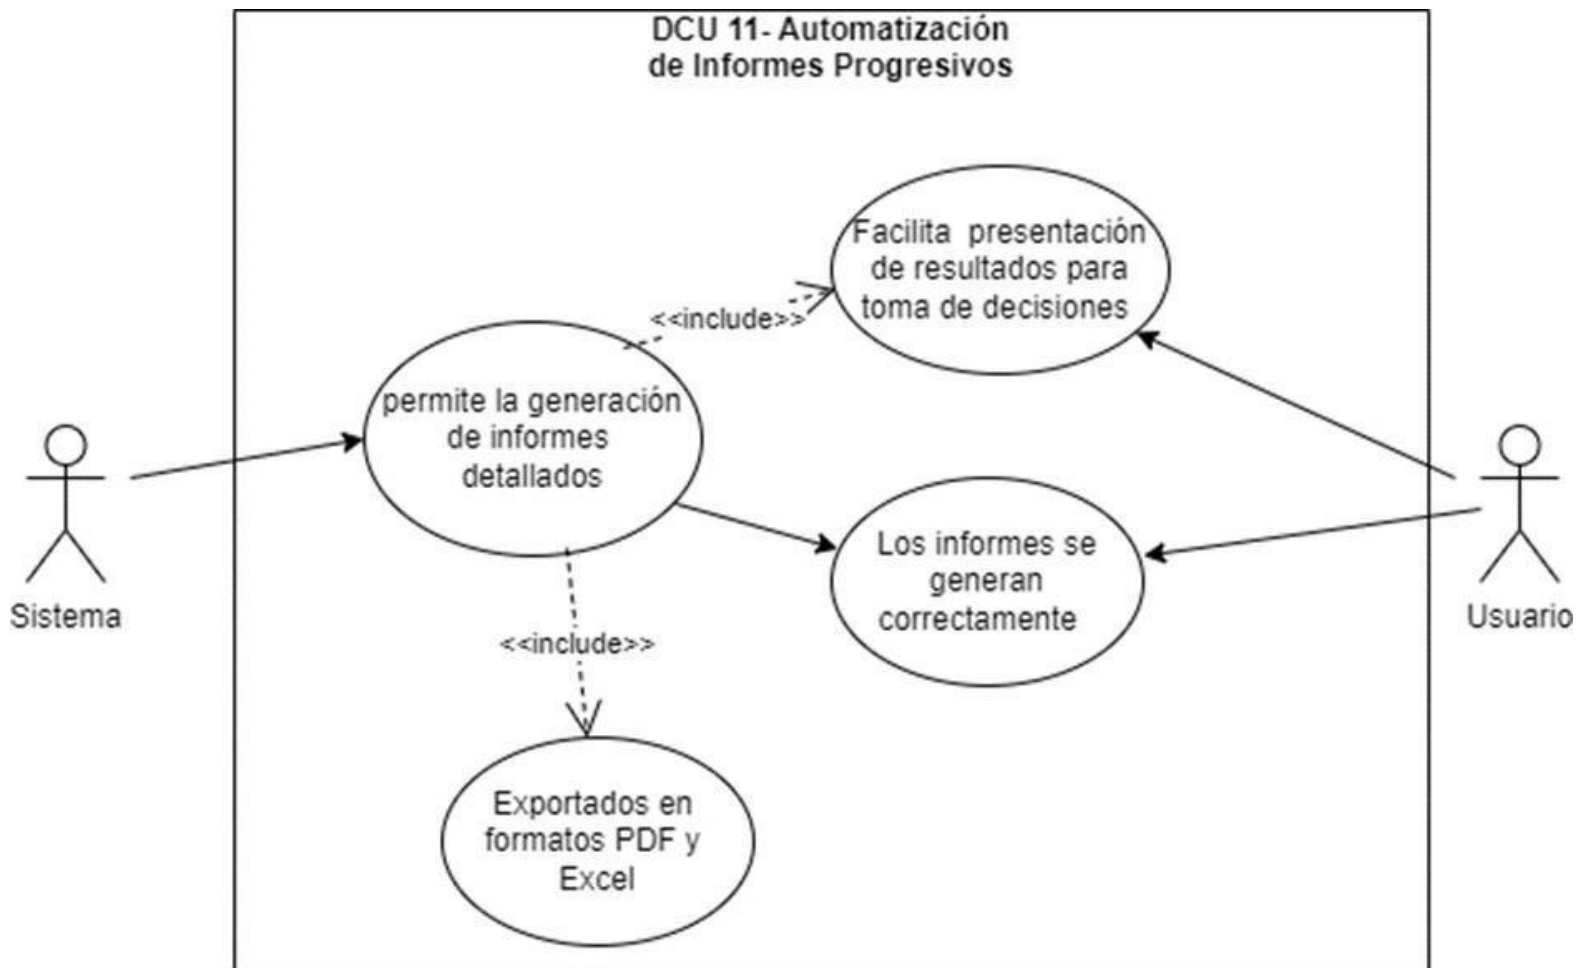 DCU 11- Automatización
de Informes Progresivos
Facilita presentación
de resultados para
toma de decisiones
<<include>>
permite la generación
de informes
detallados
Los informes se
generan
correctamente
Sistema
Usuario
<<include>>
Exportados en
formatos PDF y
Excel